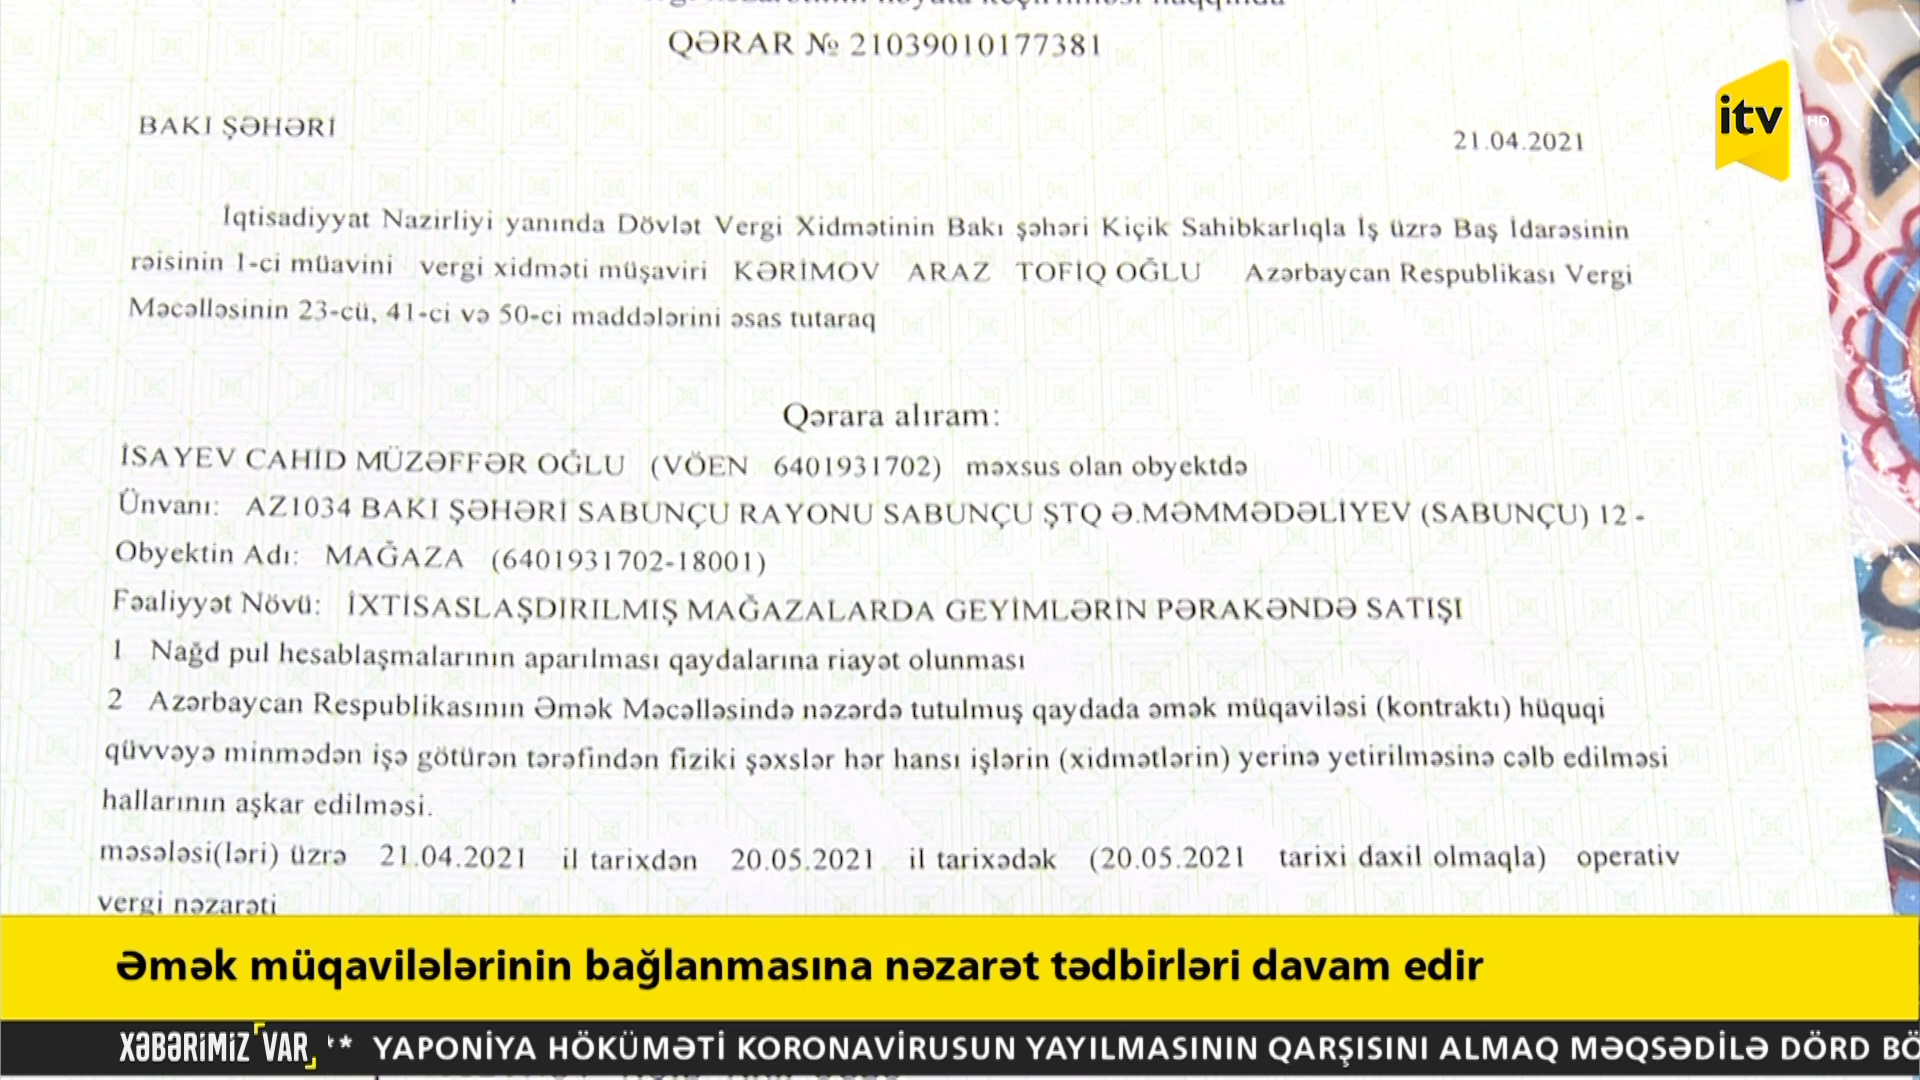 QƏRAR № 21039010177381
itv HD
BAKI ŞƏHƏRİ
21.04.2021
İqtisadiyyat Nazirliyi yanında Dövlət Vergi Xidmətinin Bakı şəhəri Kiçik Sahibkarlıqla İş üzrə Baş İdarəsinin
rəisinin 1-ci müavini vergi xidməti müşaviri KƏRİMOV ARAZ TOFİQ OĞLU Azərbaycan Respublikası Vergi
Məcəlləsinin 23-cü, 41-ci və 50-ci maddələrini əsas tutaraq
Qərara alıram:
İSAYEV CAHİD MÜZƏFFƏR OĞLU (VÖEN 6401931702) məxsus olan obyektdə
Ünvanı: AZ1034 BAKI ŞƏHƏRİ SABUNÇU RAYONU SABUNÇU ŞTQ Ə.MƏMMƏDƏLİYEV (SABUNÇU) 12 -
Obyektin Adı: MAĞAZA (6401931702-18001)
Fəaliyyət Növü: İXTİSASLAŞDIRILMIŞ MAĞAZALARDA GEYİMLƏRİN PƏRAKƏNDƏ SATIŞI
1 Nağd pul hesablaşmalarının aparılması qaydalarına riayət olunması
2 Azərbaycan Respublikasının Əmək Məcəlləsində nəzərdə tutulmuş qaydada əmək müqaviləsi (kontraktı) hüquqi
qüvvəyə minmədən işə götürən tərəfindən fiziki şəxslər hər hansı işlərin (xidmətlərin) yerinə yetirilməsinə cəlb edilməsi
hallarının aşkar edilməsi.
məsələsi(ləri) üzrə 21.04.2021 il tarixdən 20.05.2021 il tarixədək (20.05.2021 tarixi daxil olmaqla) operativ
vergi nəzarəti
Əmək müqavilələrinin bağlanmasına nəzarət tədbirləri davam edir
XƏBƏRİMİZ VAR ** YAPONİYA HÖKÜMƏTİ KORONAVİRUSUN YAYILMASININ QARŞISINI ALMAQ MƏQSƏDİLƏ DÖRD BÖ